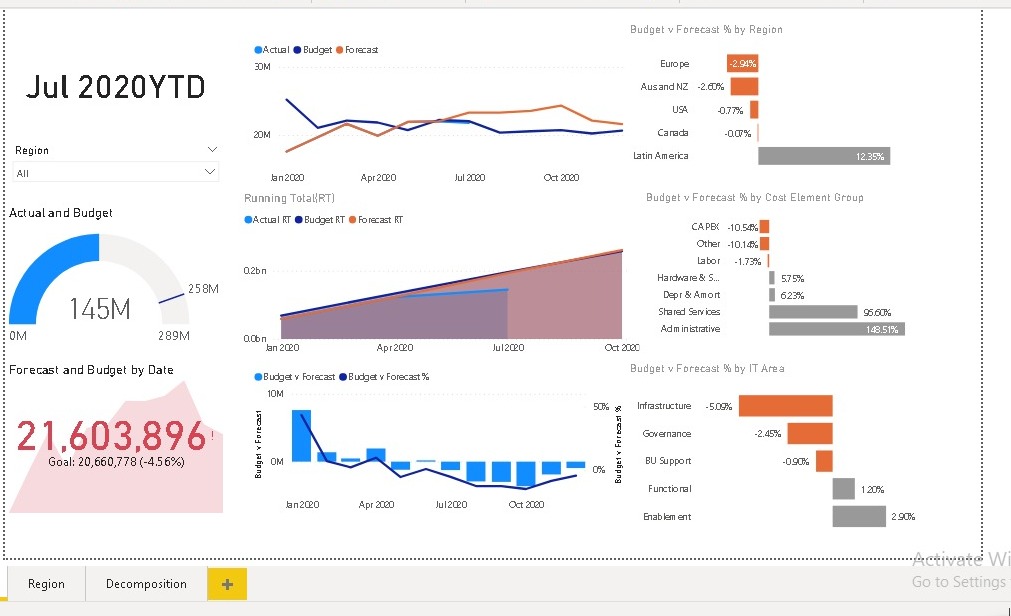 Jul 2020YTD
Region
All
Actual and Budget
145M
258M
0M
289M
Forecast and Budget by Date
21,603,896!
Goal: 20,660,778 (-4.56%)
Actual Budget Forecast
30M
20M
Jan 2020 Apr 2020 Jul 2020 Oct 2020
Running Total(RT)
Actual RT Budget RT Forecast RT
0.2bn
0.0bn
Jan 2020 Apr 2020 Jul 2020 Oct 2020
Budget v Forecast Budget v Forecast %
Budget v Forecast
10M
0M
50%
0%
Budget v Forecast %
Jan 2020 Apr 2020 Jul 2020 Oct 2020
Budget v Forecast % by Region
Europe -2.94%
Aus and NZ -2.60%
USA -0.77%
Canada -0.07%
Latin America 12.35%
Budget v Forecast % by Cost Element Group
CAPEX -10.54%
Other -10.14%
Labor -1.73%
Hardware & S... 5.75%
Depr & Amort 6.23%
Shared Services 96.60%
Administrative 148.51%
Budget v Forecast % by IT Area
Infrastructure -5.09%
Governance -2.45%
BU Support -0.90%
Functional 1.20%
Enablement 2.90%
Activate Wi
Go to Settings
Region
Decomposition
+